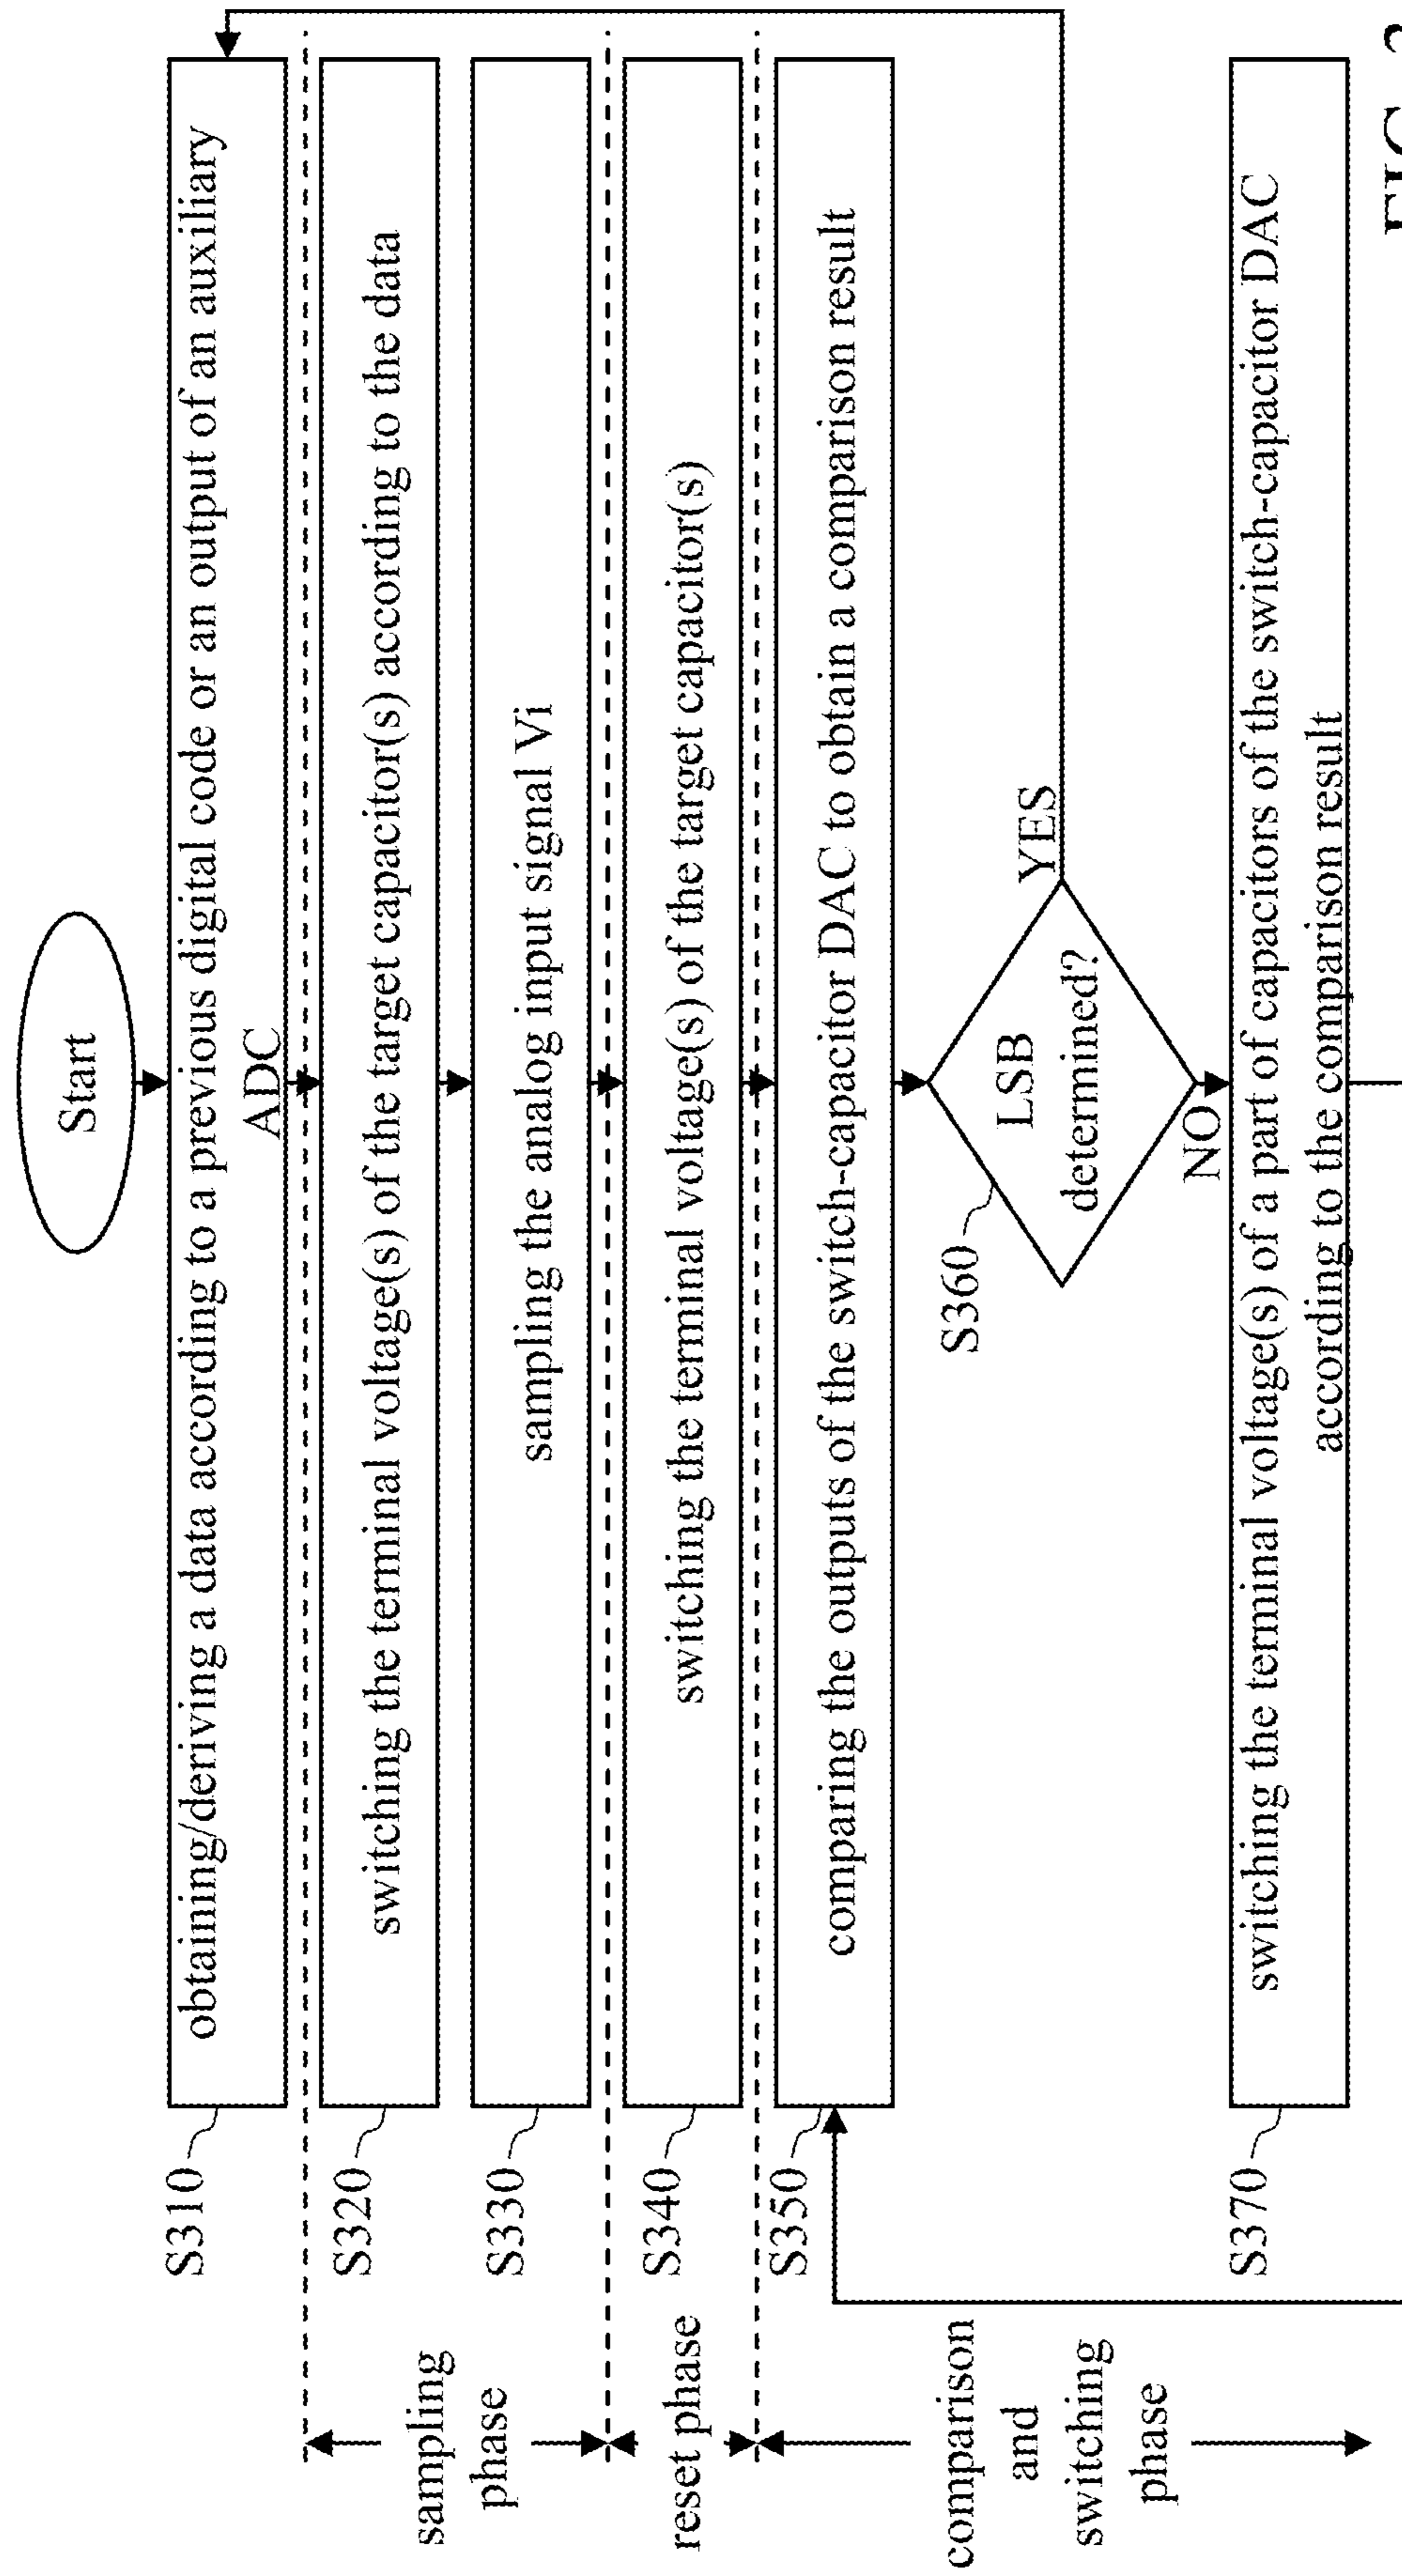 Start
S310
obtaining/deriving a data according to a previous digital code or an output of an auxiliary
ADC
sampling
phase
S320
switching the terminal voltage(s) of the target capacitor(s) according to the data
S330
sampling the analog input signal Vi
reset phase
S340
switching the terminal voltage(s) of the target capacitor(s)
comparison
and
switching
phase
S350
comparing the outputs of the switch-capacitor DAC to obtain a comparison result
S360
LSB
determined?
YES
NO
S370
switching the terminal voltage(s) of a part of capacitors of the switch-capacitor DAC
according to the comparison result
FIG.